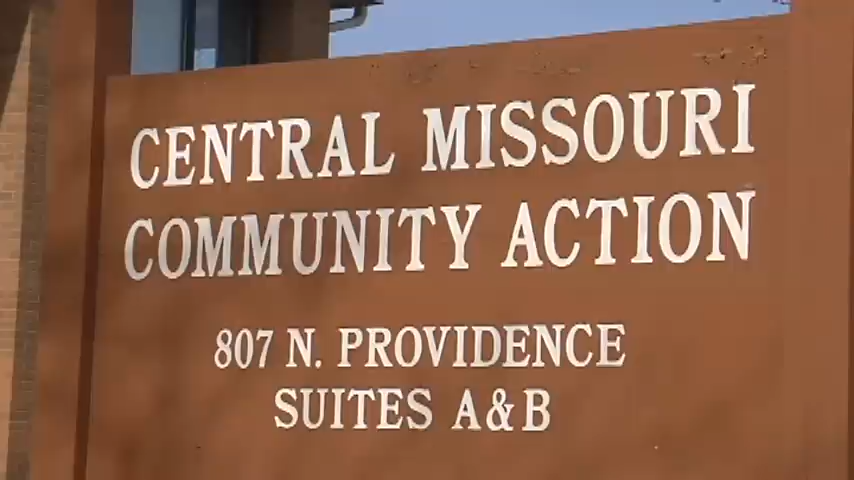 CENTRAL MISSOURI
COMMUNITY ACTION
807 N. PROVIDENCE
SUITES A&B